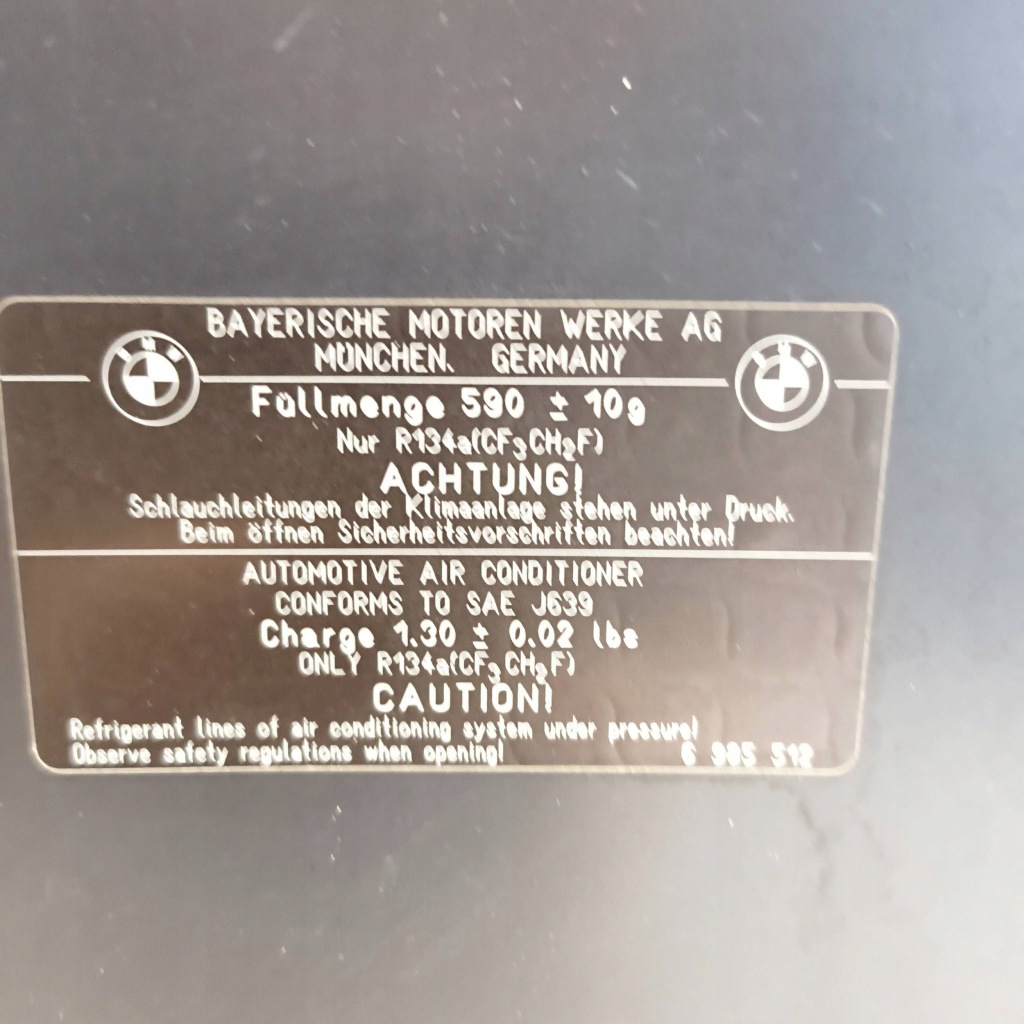 BAYERISCHE MOTOREN WERKE AG
MÜNCHEN. GERMANY
Füllmenge 590 ± 10g
Nur R134a(CF₃CH₂F)
ACHTUNG!
Schlauchleitungen der Klimaanlage stehen unter Druck.
Beim öffnen Sicherheitsvorschriften beachten!
AUTOMOTIVE AIR CONDITIONER
CONFORMS TO SAE J639
Charge 1.30 ± 0.02 lbs
ONLY R134a(CF₃CH₂F)
CAUTION!
Refrigerant lines of air conditioning system under pressure!
Observe safety regulations when opening! 6 985 512